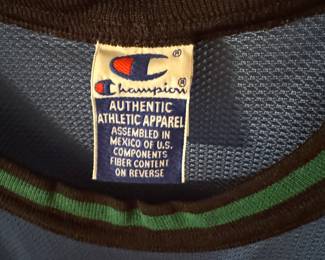 ®
Champion®
AUTHENTIC
ATHLETIC APPAREL
ASSEMBLED IN
MEXICO OF U.S.
COMPONENTS
FIBER CONTENT
ON REVERSE